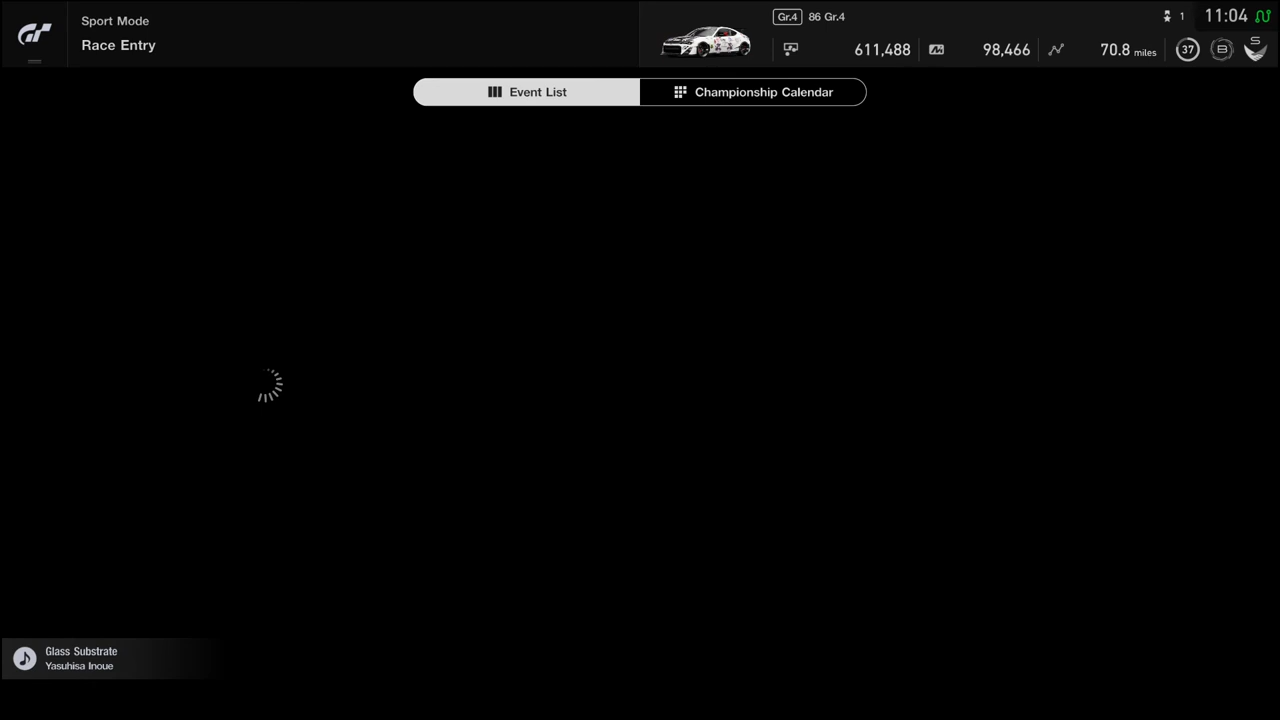 Sport Mode
Race Entry
Gr.4 86 Gr.4
1 11:04
611,488 98,466 70.8 miles 37 B S
Event List Championship Calendar
Glass Substrate
Yasuhisa Inoue